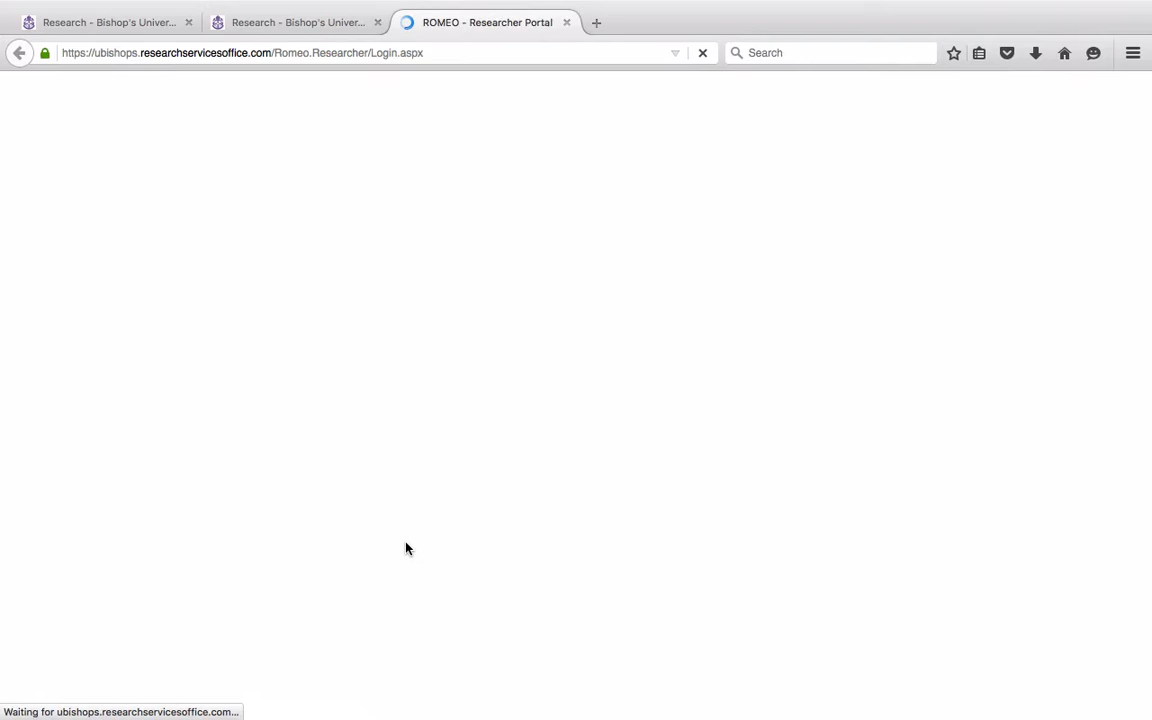 Research - Bishop's Univer...
Research - Bishop's Univer...
ROMEO - Researcher Portal
https://ubishops.researchservicesoffice.com/Romeo.Researcher/Login.aspx
Search
Waiting for ubishops.researchservicesoffice.com...